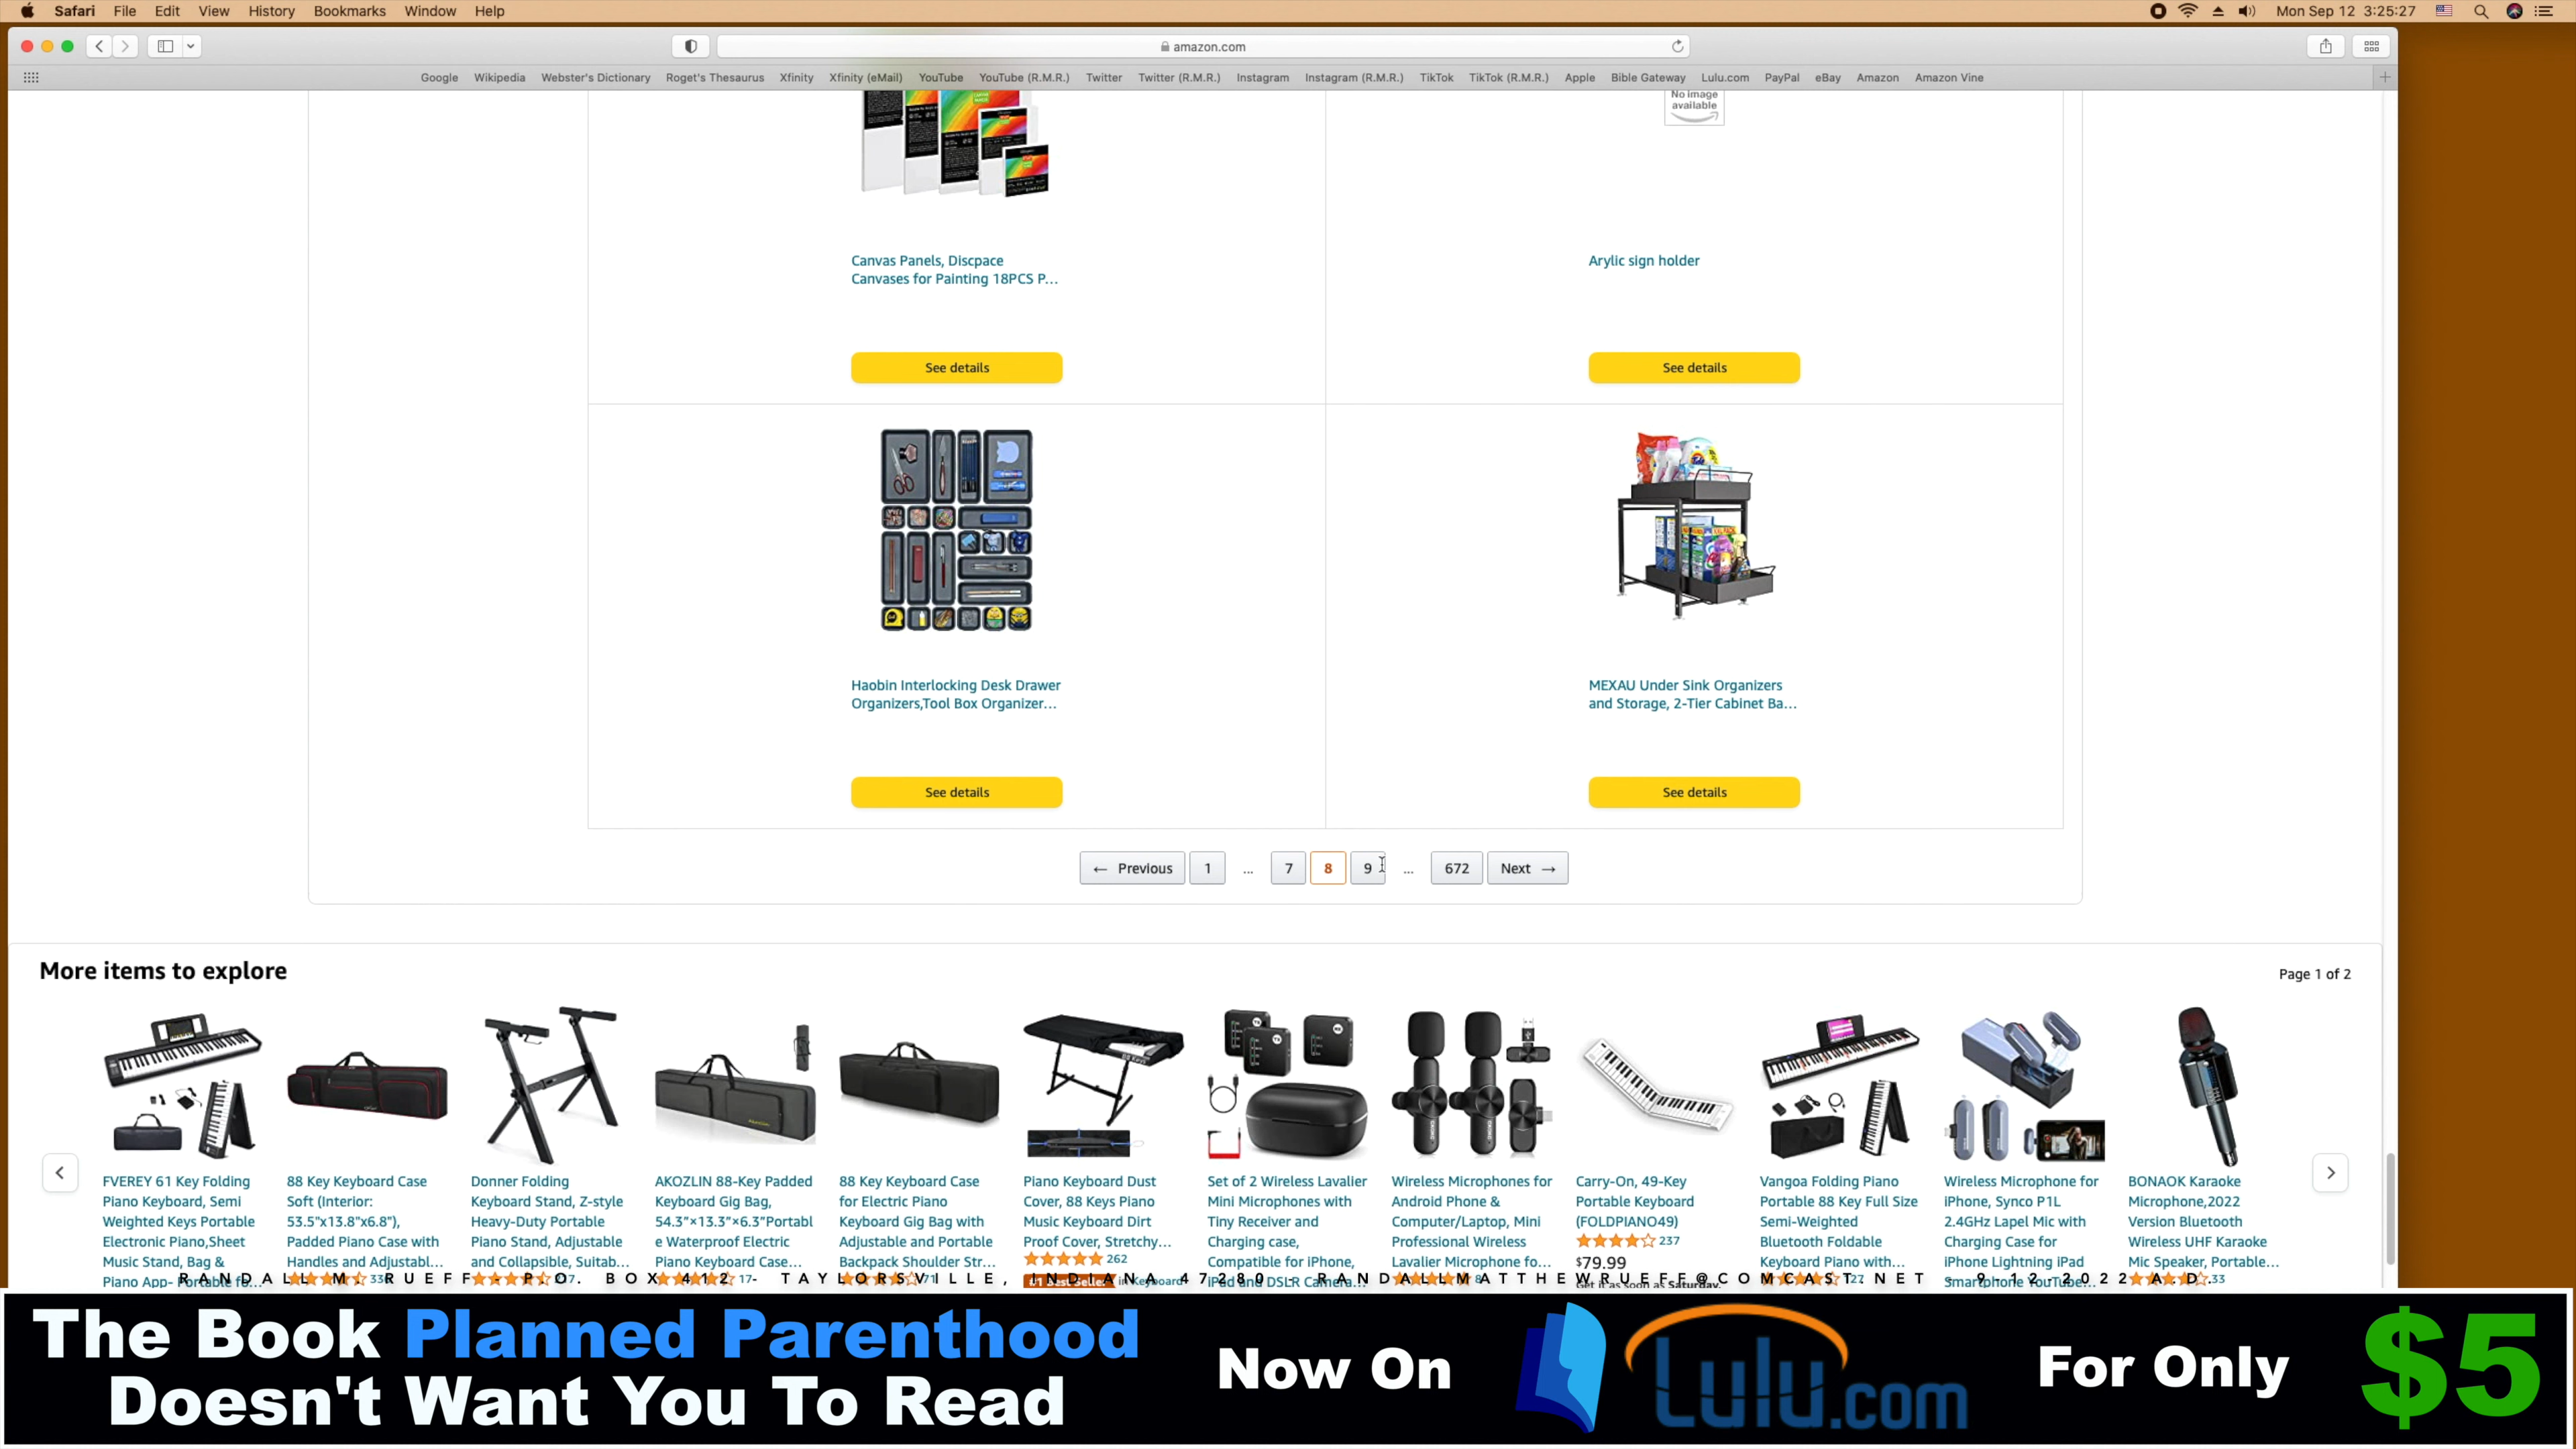 Safari File Edit View History Bookmarks Window Help
Mon Sep 12 3:25:27
amazon.com
Google Wikipedia Webster's Dictionary Roget's Thesaurus Xfinity Xfinity (eMail) YouTube YouTube (R.M.R.) Twitter Twitter (R.M.R.) Instagram Instagram (R.M.R.) TikTok TikTok (R.M.R.) Apple Bible Gateway Lulu.com PayPal eBay Amazon Amazon Vine
No image
available
Canvas Panels, Discpace
Canvases for Painting 18PCS P...
Arylic sign holder
See details
See details
Haobin Interlocking Desk Drawer
Organizers,Tool Box Organizer...
MEXAU Under Sink Organizers
and Storage, 2-Tier Cabinet Ba...
See details
See details
← Previous 1 ... 7 8 9 ... 672 Next →
More items to explore
Page 1 of 2
FVEREY 61 Key Folding
Piano Keyboard, Semi
Weighted Keys Portable
Electronic Piano,Sheet
Music Stand, Bag &
Piano App- Portable fo...
88 Key Keyboard Case
Soft (Interior:
53.5"x13.8"x6.8"),
Padded Piano Case with
Handles and Adjustabl...
Donner Folding
Keyboard Stand, Z-style
Heavy-Duty Portable
Piano Stand, Adjustable
and Collapsible, Suitab...
AKOZLIN 88-Key Padded
Keyboard Gig Bag,
54.3"×13.3"×6.3"Portabl
e Waterproof Electric
Piano Keyboard Case...
17
88 Key Keyboard Case
for Electric Piano
Keyboard Gig Bag with
Adjustable and Portable
Backpack Shoulder Str...
71
Piano Keyboard Dust
Cover, 88 Keys Piano
Music Keyboard Dirt
Proof Cover, Stretchy...
262
#1 Best Seller in Keyboard
Set of 2 Wireless Lavalier
Mini Microphones with
Tiny Receiver and
Charging case,
Compatible for iPhone,
iPad and DSLR Camera...
Wireless Microphones for
Android Phone &
Computer/Laptop, Mini
Professional Wireless
Lavalier Microphone fo...
Carry-On, 49-Key
Portable Keyboard
(FOLDPIANO49)
237
$79.99
Get it as soon as Saturday,
Vangoa Folding Piano
Portable 88 Key Full Size
Semi-Weighted
Bluetooth Foldable
Keyboard Piano with...
Wireless Microphone for
iPhone, Synco P1L
2.4GHz Lapel Mic with
Charging Case for
iPhone Lightning iPad
Smartphone YouTube...
BONAOK Karaoke
Microphone,2022
Version Bluetooth
Wireless UHF Karaoke
Mic Speaker, Portable...
33
RANDALL M. RUEFF - P.O. BOX 412 - TAYLORSVILLE, INDIANA 47280 - RANDALLMATTHEWRUEFF@COMCAST.NET - 9-12-2022 A.D.
The Book Planned Parenthood
Doesn't Want You To Read
Now On
Lulu.com
For Only
$5